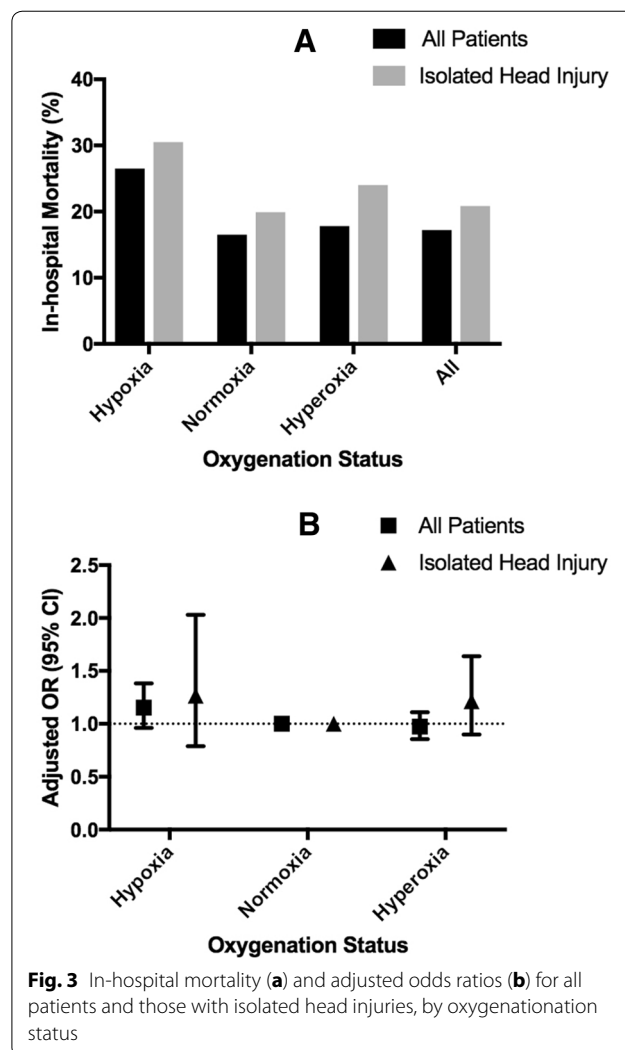 A
All Patients
Isolated Head Injury
In-hospital Mortality (%)
40
30
20
10
0
Hypoxia
Normoxia
Hyperoxia
All
Oxygenation Status
B
All Patients
Isolated Head Injury
Adjusted OR (95% CI)
2.5
2.0
1.5
1.0
0.5
0.0
Hypoxia
Normoxia
Hyperoxia
Oxygenation Status
Fig. 3 In-hospital mortality (a) and adjusted odds ratios (b) for all
patients and those with isolated head injuries, by oxygenationation
status